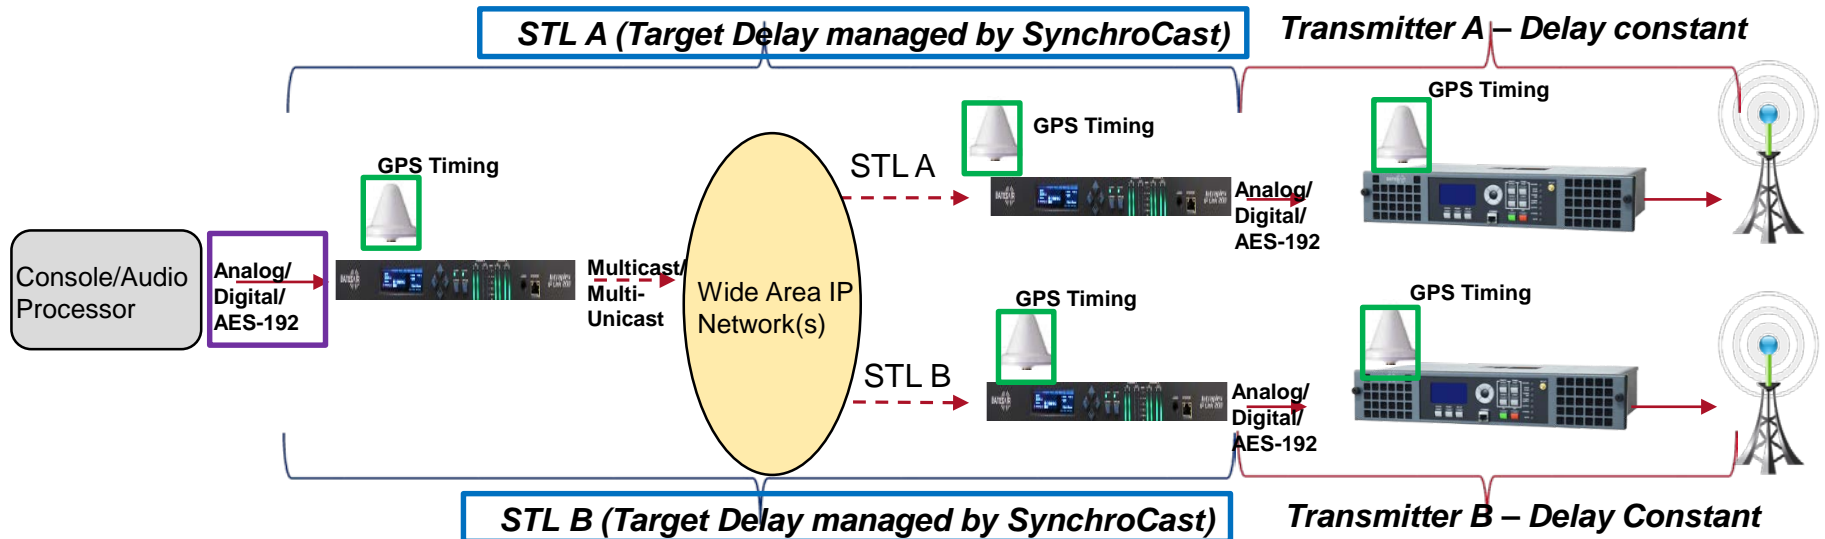 STL A (Target Delay managed by SynchroCast)
Transmitter A – Delay constant
GPS Timing
GPS Timing
GPS Timing
STL A
Console/Audio
Processor
Analog/
Digital/
AES-192
Multicast/
Multi-
Unicast
Wide Area IP
Network(s)
Analog/
Digital/
AES-192
GPS Timing
GPS Timing
STL B
Analog/
Digital/
AES-192
STL B (Target Delay managed by SynchroCast)
Transmitter B – Delay Constant